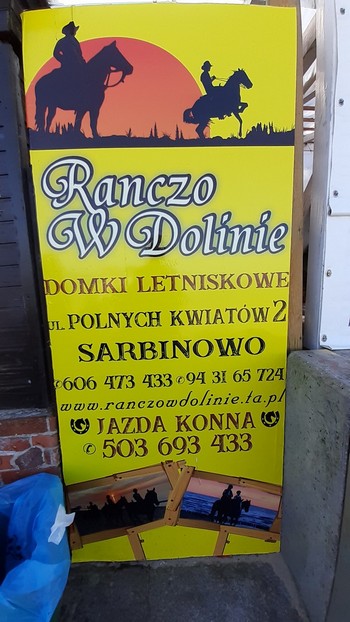 Ranczo
W Dolinie
DOMKI LETNISKOWE
UL. POLNYCH KWIATÓW 2
SARBINOWO
✆606 473 433 ✆94 31 65 724
www.ranczowdolinie.ta.pl
JAZDA KONNA
✆ 503 693 433